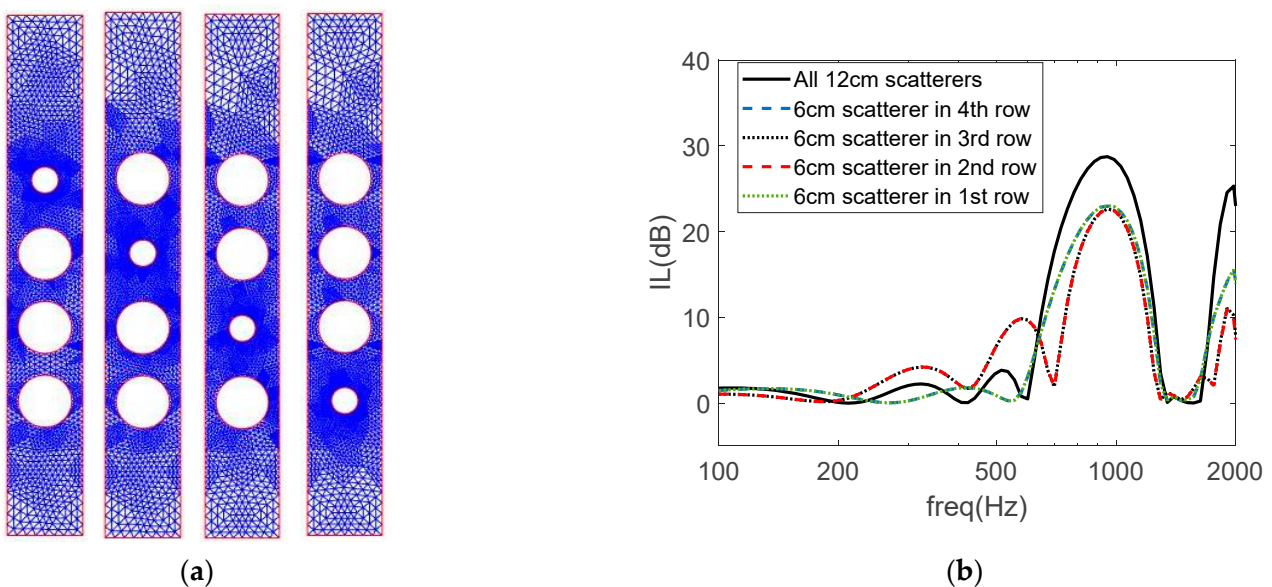 40
30
20
10
0
IL(dB)
All 12cm scatterers
6cm scatterer in 4th row
6cm scatterer in 3rd row
6cm scatterer in 2nd row
6cm scatterer in 1st row
100 200 500 1000 2000
freq(Hz)
(a) (b)